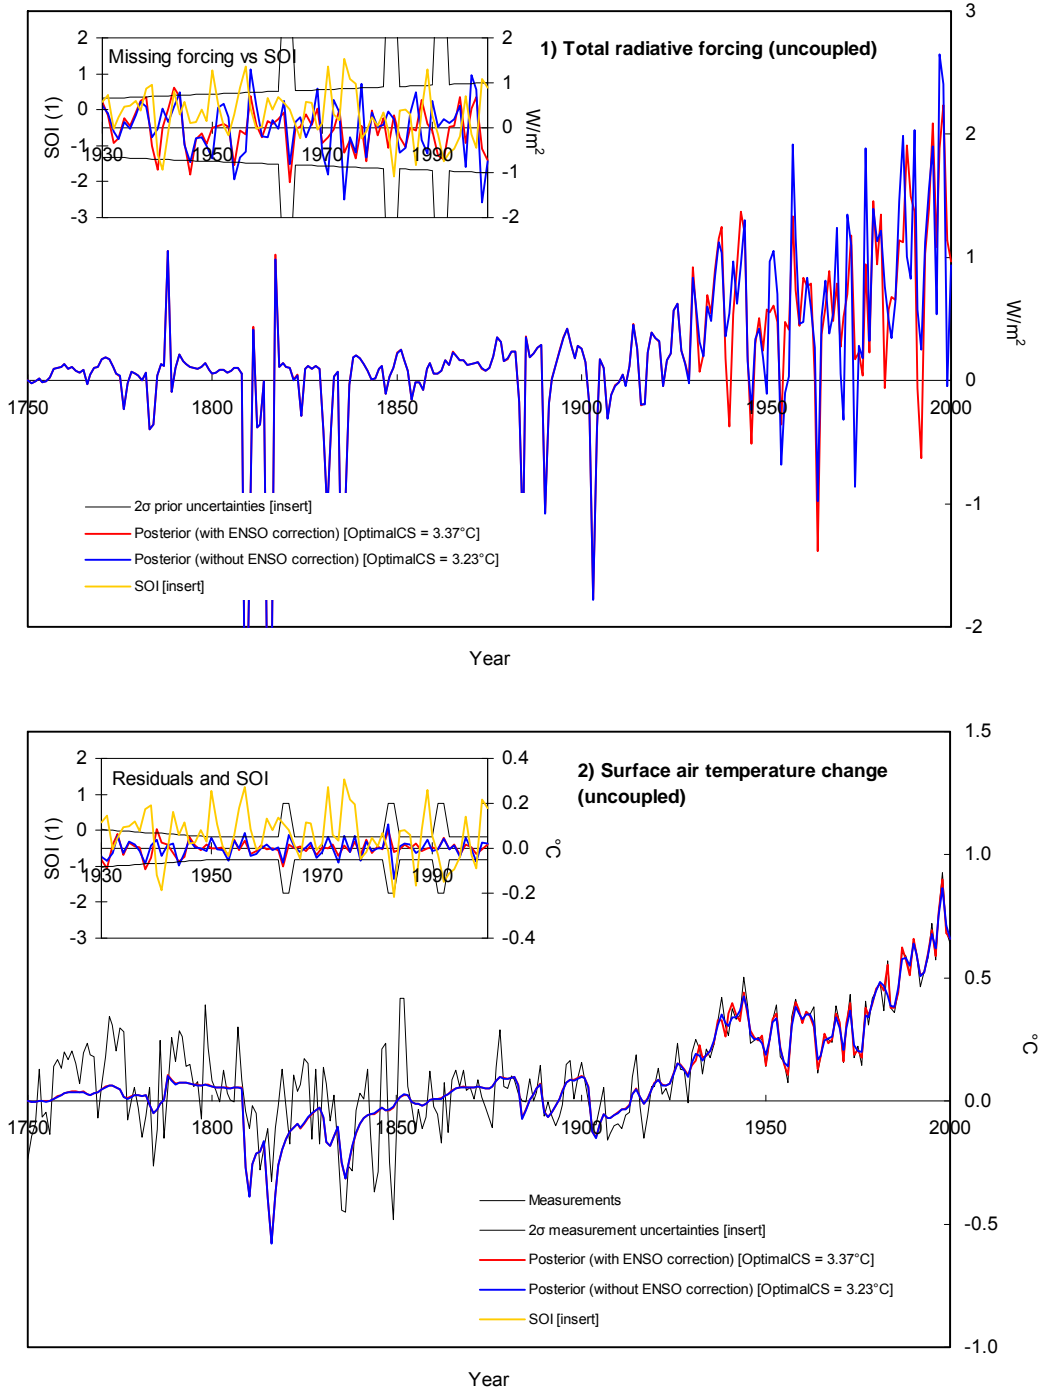 3
2
2
1) Total radiative forcing (uncoupled)
Missing forcing vs SOI
1
1
0
0
SOI (1)
W/m²
-1
1930
1950
1970
1990
-1
-2
-3
-2
2
1
W/m²
0
1750
1800
1850
1900
1950
2000
2σ prior uncertainties [insert]
-1
Posterior (with ENSO correction) [OptimalCS = 3.37°C]
Posterior (without ENSO correction) [OptimalCS = 3.23°C]
SOI [insert]
-2
Year
1.5
2
0.4
Residuals and SOI
2) Surface air temperature change
(uncoupled)
1
0.2
0
SOI (1)
0.0
°C
-1
1930
1950
1970
1990
-2
-0.2
-3
-0.4
1.0
0.5
°C
0.0
1750
1800
1850
1900
1950
2000
Measurements
-0.5
2σ measurement uncertainties [insert]
Posterior (with ENSO correction) [OptimalCS = 3.37°C]
Posterior (without ENSO correction) [OptimalCS = 3.23°C]
SOI [insert]
-1.0
Year